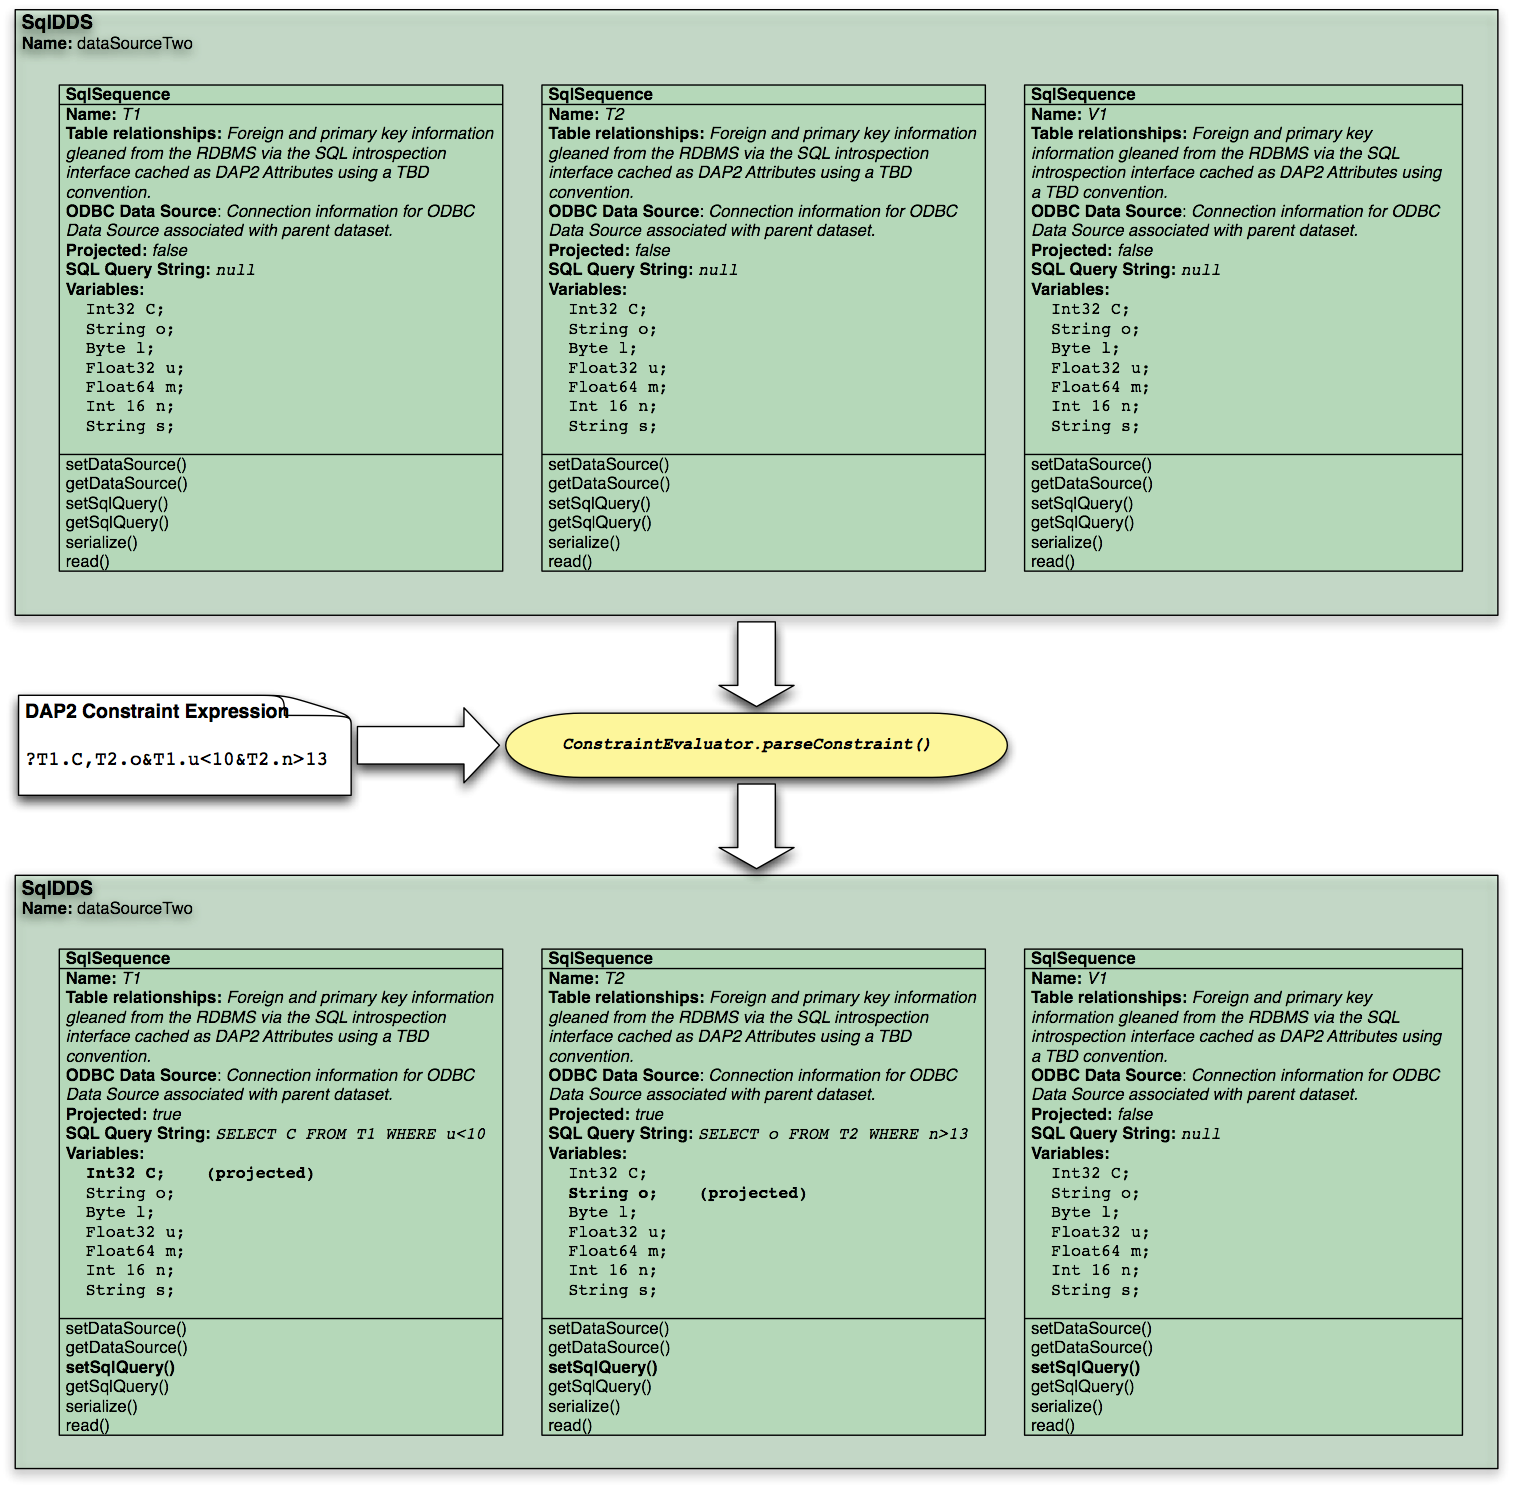 SqlDDS
Name: dataSourceTwo
SqlSequence
Name: T1
Table relationships: Foreign and primary key information
gleaned from the RDBMS via the SQL introspection
interface cached as DAP2 Attributes using a TBD
convention.
ODBC Data Source: Connection information for ODBC
Data Source associated with parent dataset.
Projected: false
SQL Query String: null
Variables:
Int32 C;
String o;
Byte l;
Float32 u;
Float64 m;
Int 16 n;
String s;
setDataSource()
getDataSource()
setSqlQuery()
getSqlQuery()
serialize()
read()
SqlSequence
Name: T2
Table relationships: Foreign and primary key information
gleaned from the RDBMS via the SQL introspection
interface cached as DAP2 Attributes using a TBD
convention.
ODBC Data Source: Connection information for ODBC
Data Source associated with parent dataset.
Projected: false
SQL Query String: null
Variables:
Int32 C;
String o;
Byte l;
Float32 u;
Float64 m;
Int 16 n;
String s;
setDataSource()
getDataSource()
setSqlQuery()
getSqlQuery()
serialize()
read()
SqlSequence
Name: V1
Table relationships: Foreign and primary key
information gleaned from the RDBMS via the SQL
introspection interface cached as DAP2 Attributes using
a TBD convention.
ODBC Data Source: Connection information for ODBC
Data Source associated with parent dataset.
Projected: false
SQL Query String: null
Variables:
Int32 C;
String o;
Byte l;
Float32 u;
Float64 m;
Int 16 n;
String s;
setDataSource()
getDataSource()
setSqlQuery()
getSqlQuery()
serialize()
read()
DAP2 Constraint Expression
?T1.C,T2.o&T1.u<10&T2.n>13
ConstraintEvaluator.parseConstraint()
SqlDDS
Name: dataSourceTwo
SqlSequence
Name: T1
Table relationships: Foreign and primary key information
gleaned from the RDBMS via the SQL introspection
interface cached as DAP2 Attributes using a TBD
convention.
ODBC Data Source: Connection information for ODBC
Data Source associated with parent dataset.
Projected: true
SQL Query String: SELECT C FROM T1 WHERE u<10
Variables:
Int32 C; (projected)
String o;
Byte l;
Float32 u;
Float64 m;
Int 16 n;
String s;
setDataSource()
getDataSource()
setSqlQuery()
getSqlQuery()
serialize()
read()
SqlSequence
Name: T2
Table relationships: Foreign and primary key information
gleaned from the RDBMS via the SQL introspection
interface cached as DAP2 Attributes using a TBD
convention.
ODBC Data Source: Connection information for ODBC
Data Source associated with parent dataset.
Projected: true
SQL Query String: SELECT o FROM T2 WHERE n>13
Variables:
Int32 C;
String o; (projected)
Byte l;
Float32 u;
Float64 m;
Int 16 n;
String s;
setDataSource()
getDataSource()
setSqlQuery()
getSqlQuery()
serialize()
read()
SqlSequence
Name: V1
Table relationships: Foreign and primary key
information gleaned from the RDBMS via the SQL
introspection interface cached as DAP2 Attributes using
a TBD convention.
ODBC Data Source: Connection information for ODBC
Data Source associated with parent dataset.
Projected: false
SQL Query String: null
Variables:
Int32 C;
String o;
Byte l;
Float32 u;
Float64 m;
Int 16 n;
String s;
setDataSource()
getDataSource()
setSqlQuery()
getSqlQuery()
serialize()
read()